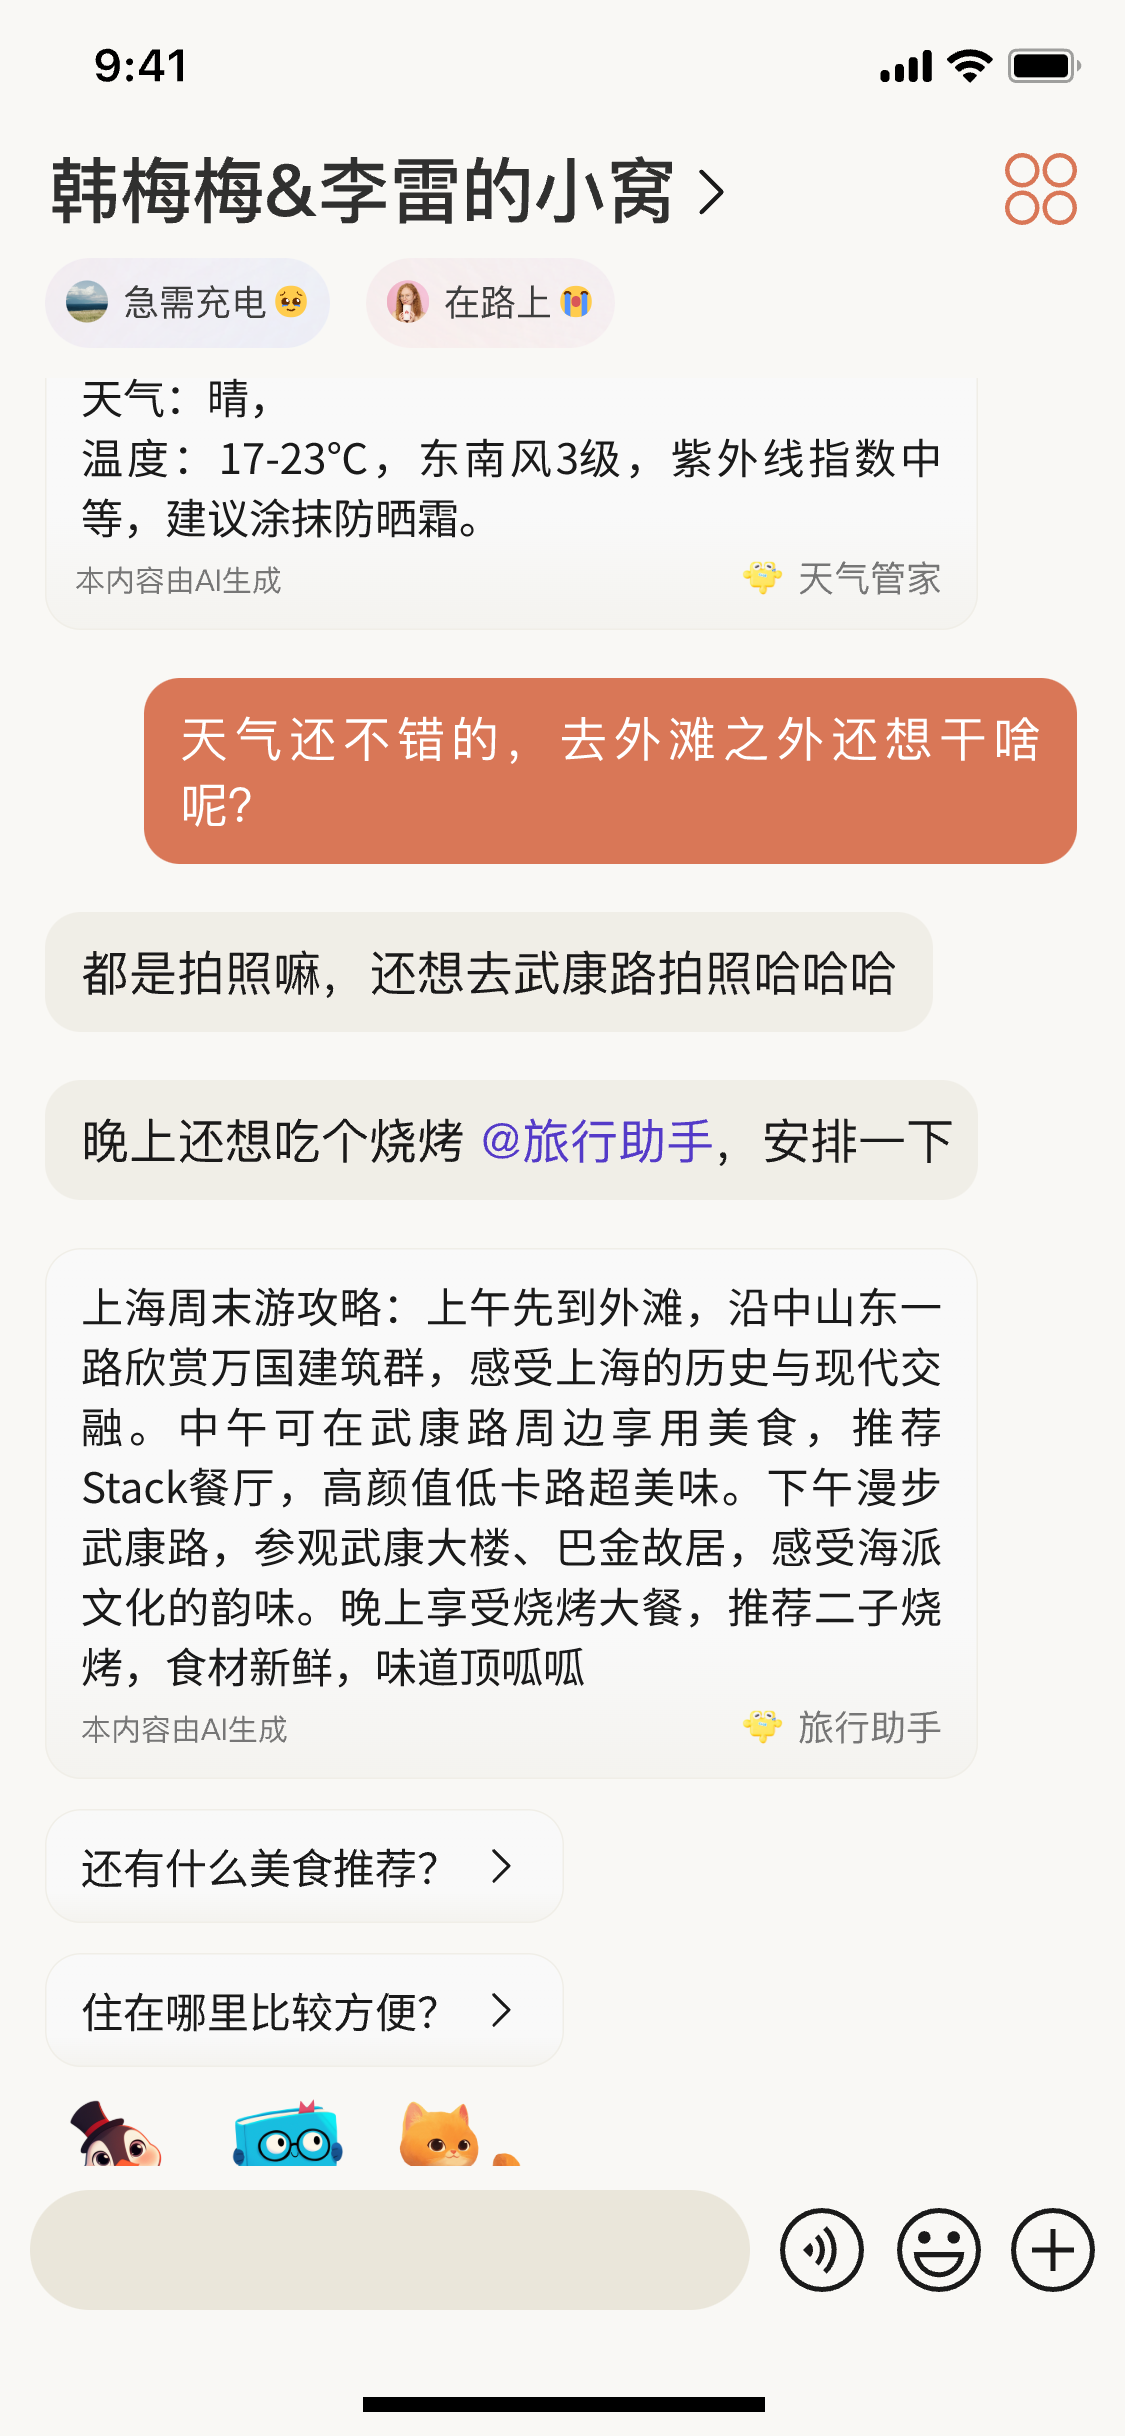 9:41
韩梅梅&李雷的小窝
急需充电🥺
在路上😭
天气：晴，
温度：17-23°C，东南风3级，紫外线指数中
等，建议涂抹防晒霜。
本内容由AI生成
天气管家
天气还不错的，去外滩之外还想干啥
呢?
都是拍照嘛，还想去武康路拍照哈哈哈
晚上还想吃个烧烤 @旅行助手，安排一下
上海周末游攻略：上午先到外滩，沿中山东一
路欣赏万国建筑群，感受上海的历史与现代交
融。中午可在武康路周边享用美食，推荐
Stack餐厅，高颜值低卡路超美味。下午漫步
武康路，参观武康大楼、巴金故居，感受海派
文化的韵味。晚上享受烧烤大餐，推荐二子烧
烤，食材新鲜，味道顶呱呱
本内容由AI生成
旅行助手
还有什么美食推荐？
住在哪里比较方便？